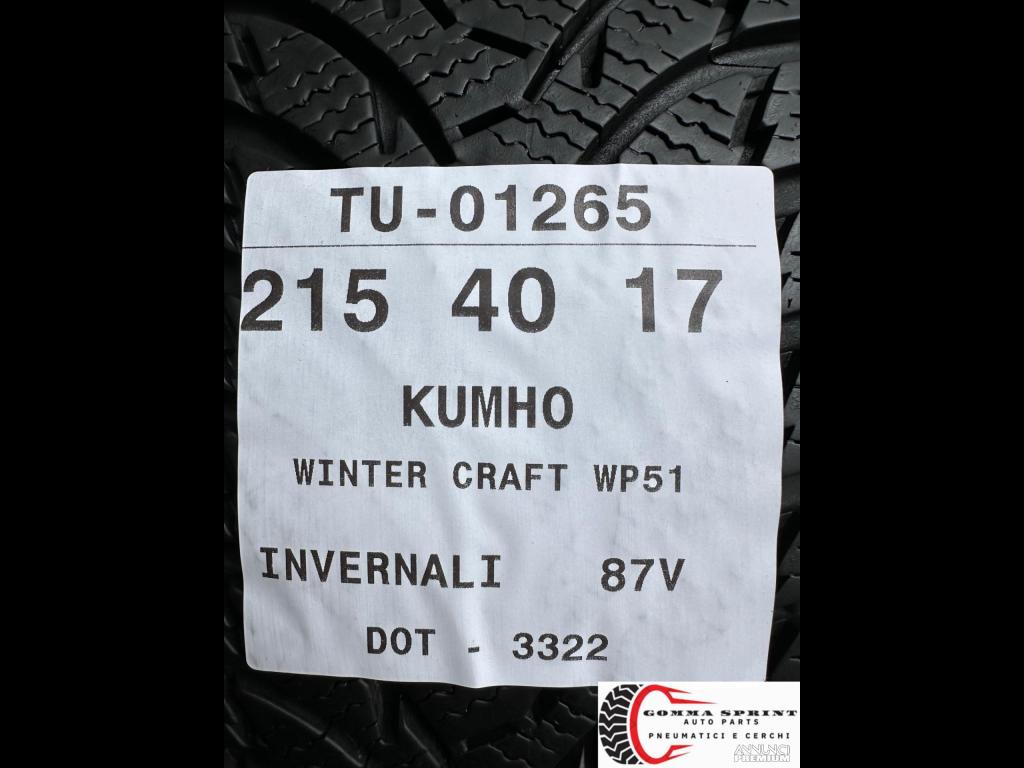 TU-01265
215 40 17
KUMHO
WINTER CRAFT WP51
INVERNALI 87V
DOT - 3322
GOMMA SPRINT
AUTO PARTS
PNEUMATICI E CERCHI
ANNUNCI
PREMIUM